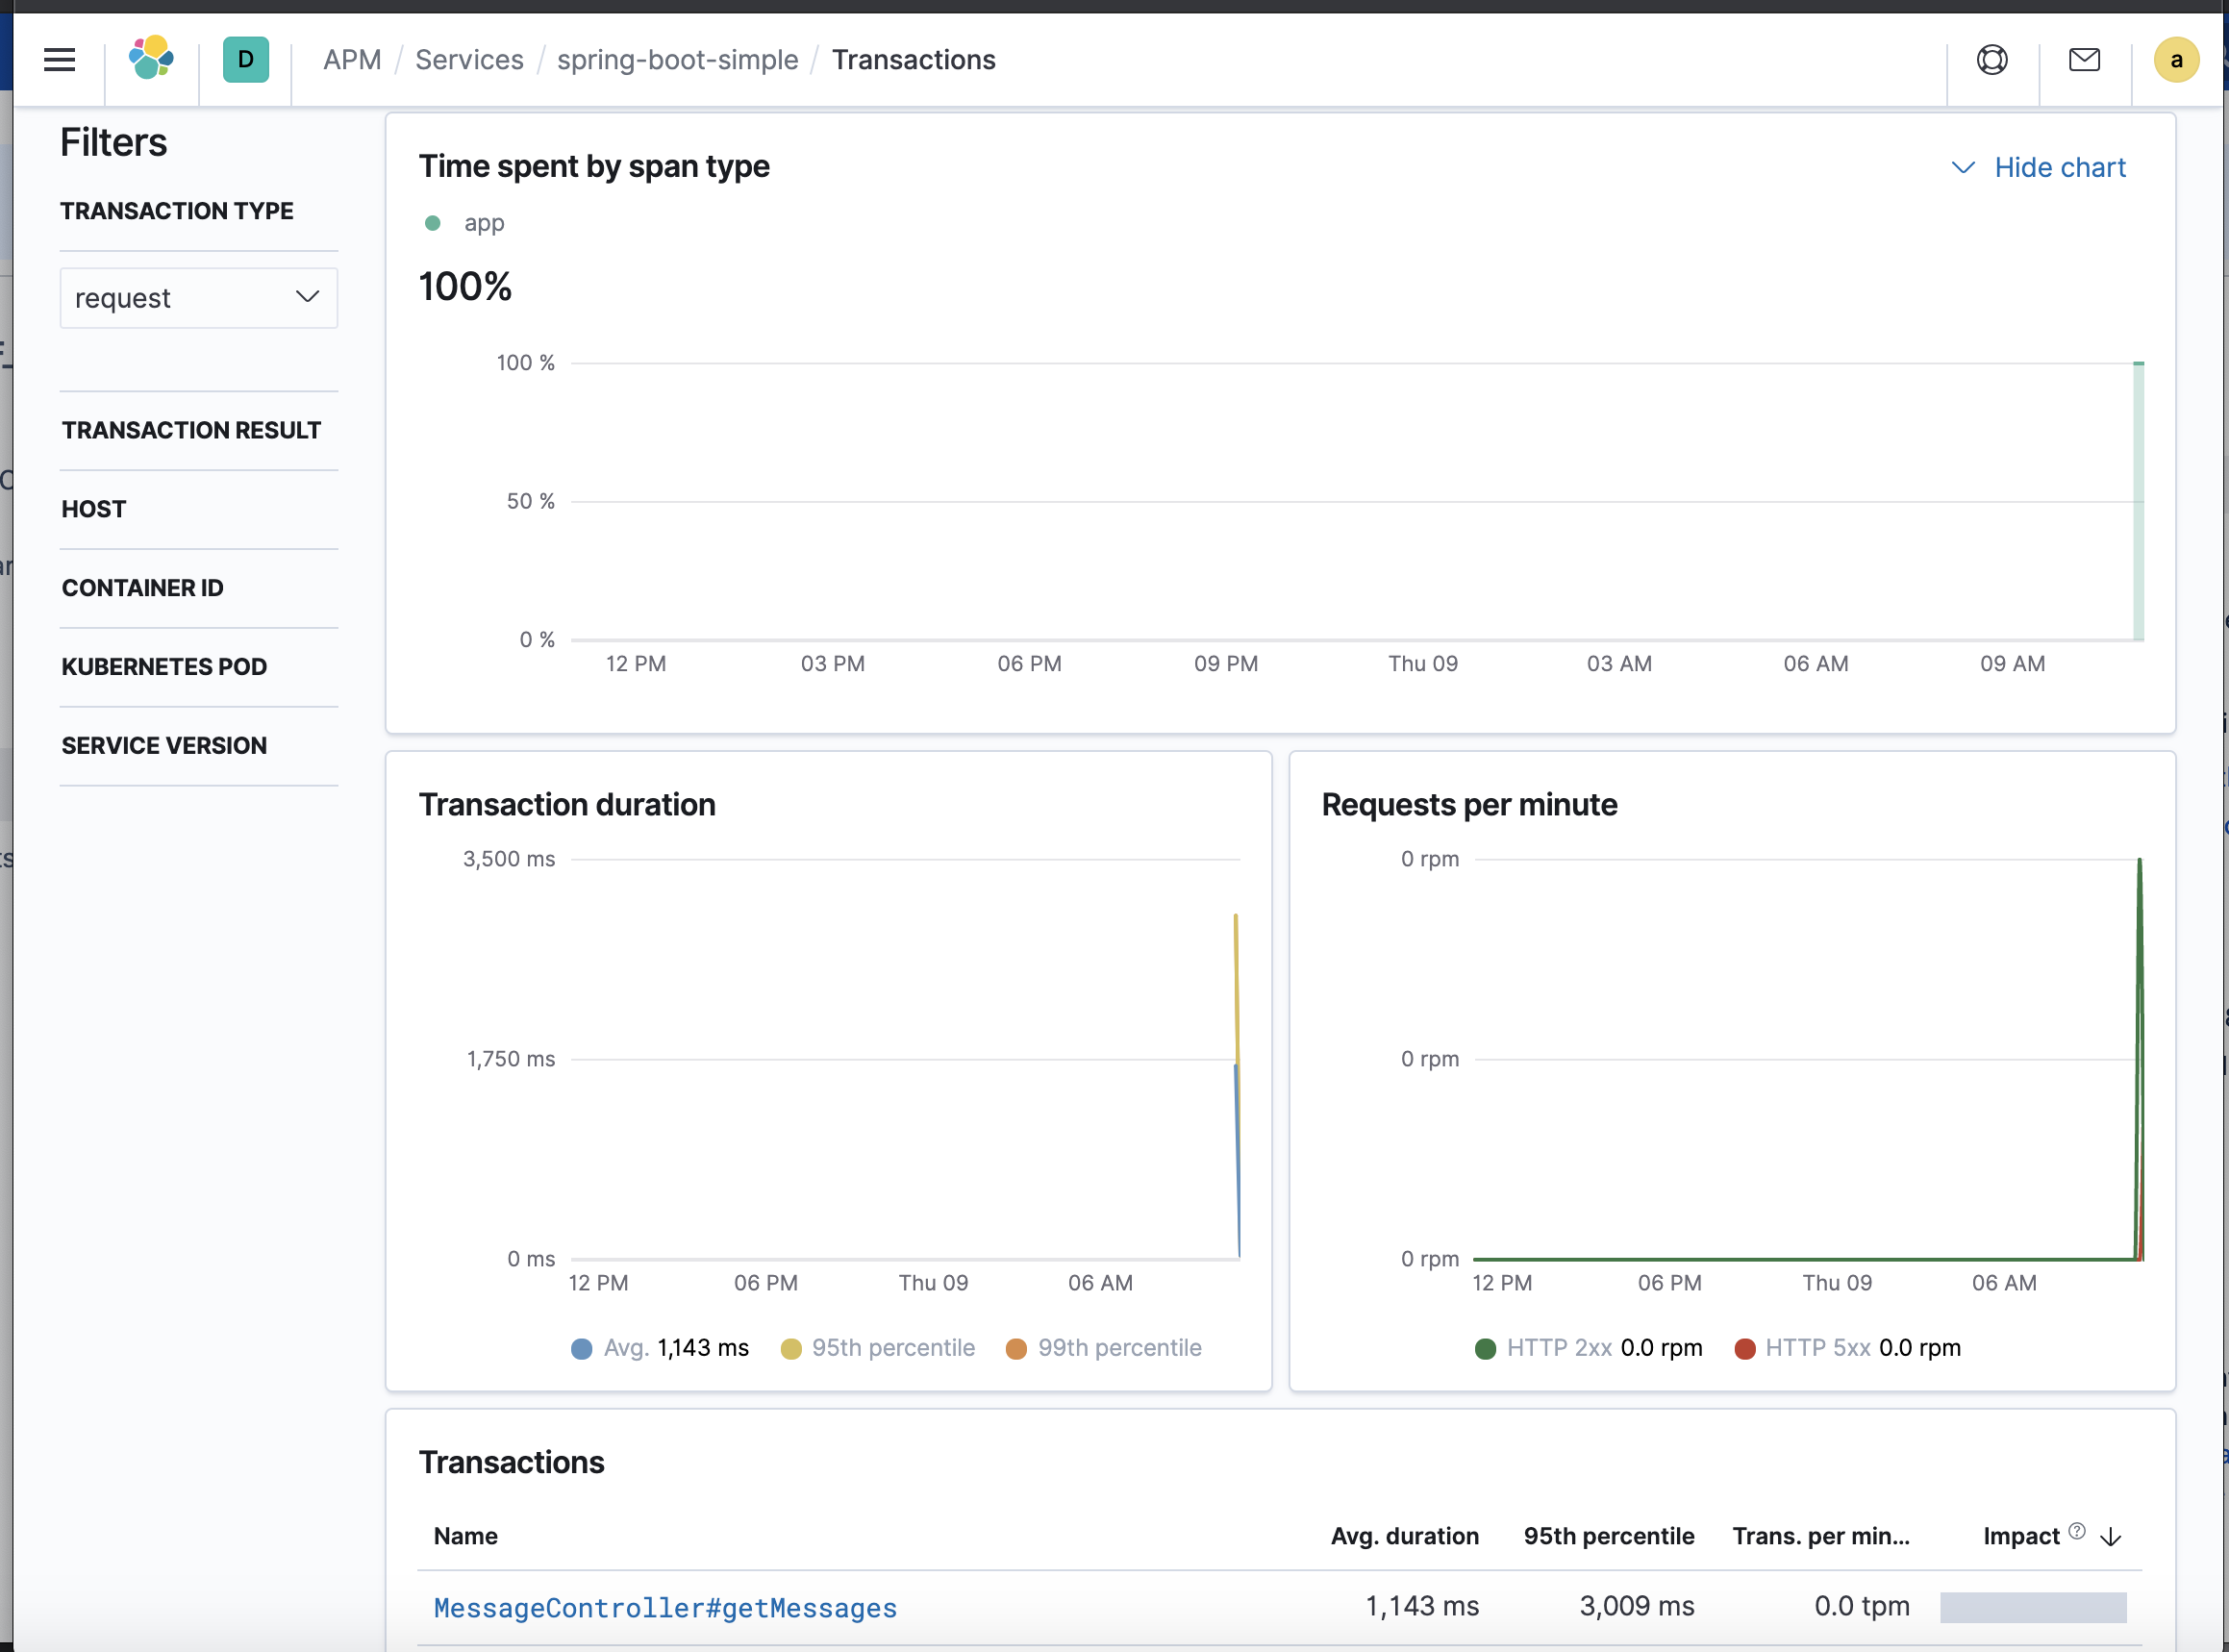 D
APM / Services / spring-boot-simple / Transactions
a
Filters
TRANSACTION TYPE
request
TRANSACTION RESULT
HOST
CONTAINER ID
KUBERNETES POD
SERVICE VERSION
Time spent by span type
Hide chart
app
100%
100 %
50 %
0 %
12 PM 03 PM 06 PM 09 PM Thu 09 03 AM 06 AM 09 AM
Transaction duration
3,500 ms
1,750 ms
0 ms
12 PM 06 PM Thu 09 06 AM
Avg. 1,143 ms 95th percentile 99th percentile
Requests per minute
0 rpm
0 rpm
0 rpm
12 PM 06 PM Thu 09 06 AM
HTTP 2xx 0.0 rpm HTTP 5xx 0.0 rpm
Transactions
Name Avg. duration 95th percentile Trans. per min... Impact ?
MessageController#getMessages 1,143 ms 3,009 ms 0.0 tpm